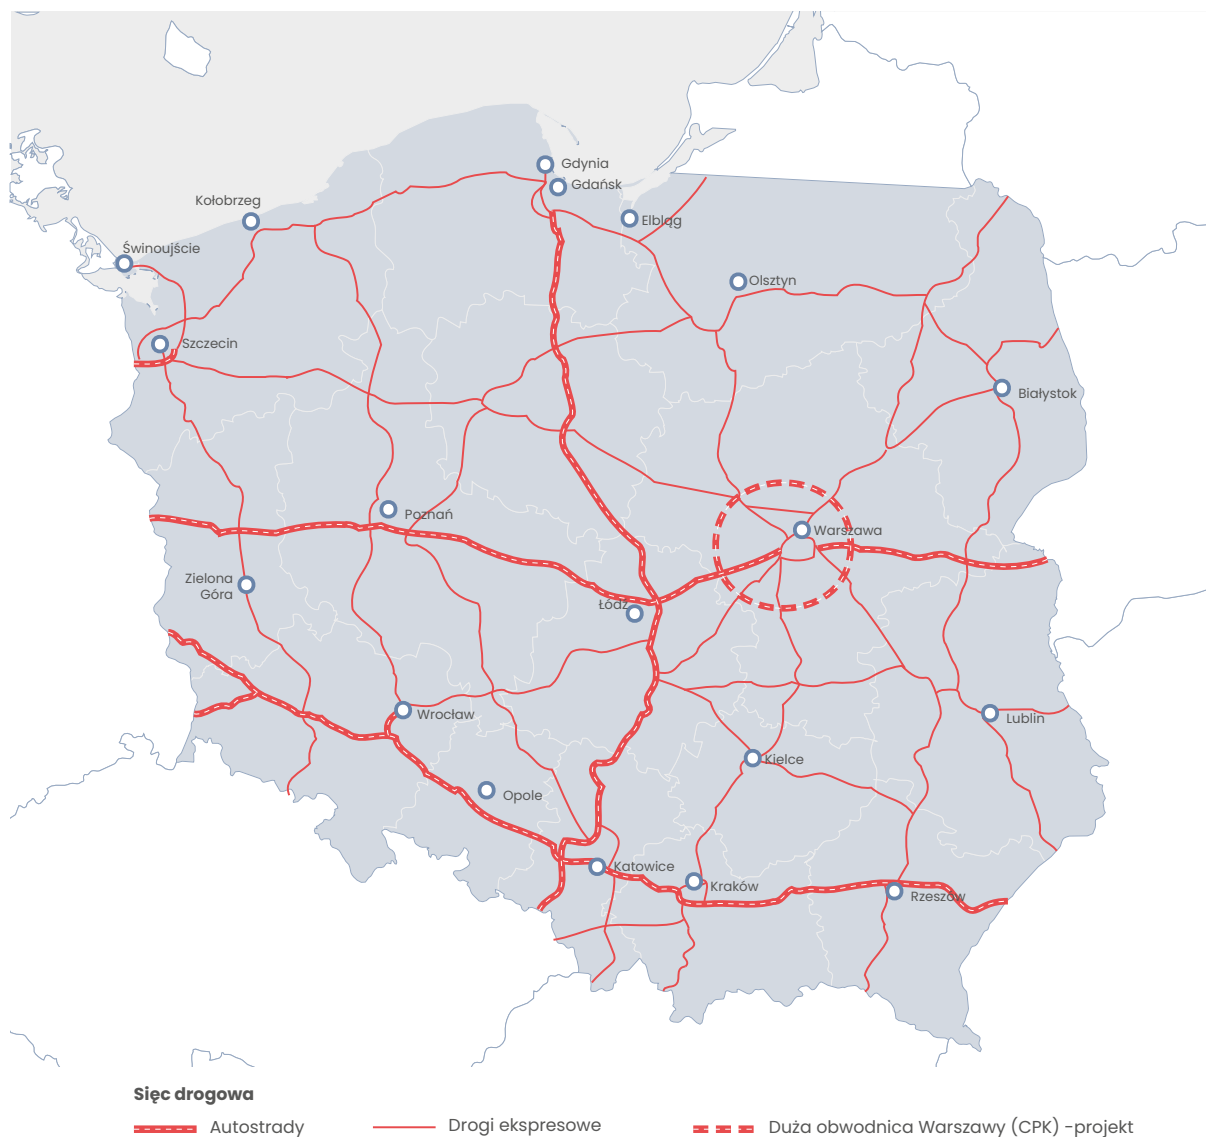 Gdynia
Gdańsk
Kołobrzeg
Elbląg
Świnoujście
Olsztyn
Szczecin
Białystok
Poznań
Warszawa
Zielona
Góra
Łódź
Wrocław
Lublin
Kielce
Opole
Katowice
Kraków
Rzeszów
Sięc drogowa
Autostrady
Drogi ekspresowe
Duża obwodnica Warszawy (CPK) -projekt